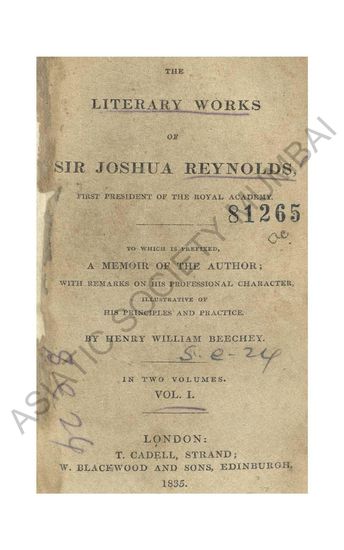 THE
LITERARY WORKS
OF
SIR JOSHUA REYNOLDS,
FIRST PRESIDENT OF THE ROYAL ACADEMY.
81265
TO WHICH IS PREFIXED,
A MEMOIR OF THE AUTHOR;
WITH REMARKS ON HIS PROFESSIONAL CHARACTER,
ILLUSTRATIVE OF
HIS PRINCIPLES AND PRACTICE.
BY HENRY WILLIAM BEECHEY.
IN TWO VOLUMES.
VOL. I.
LONDON:
T. CADELL, STRAND;
W. BLACKWOOD AND SONS, EDINBURGH.
1835.
ASIATIC SOCIETY MUMBAI